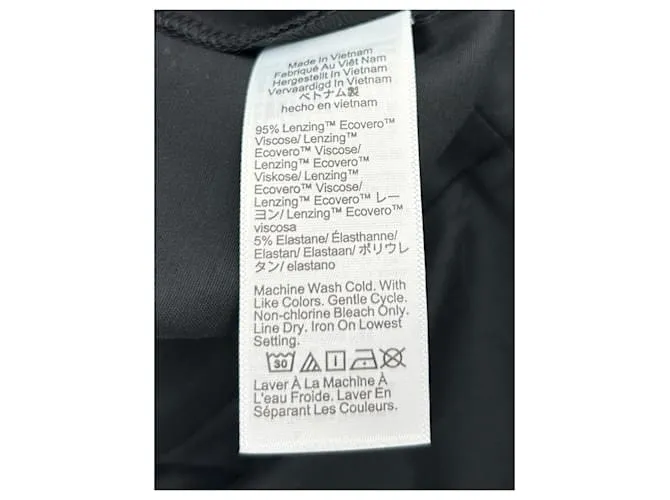 Made In Vietnam
Fabriqué Au Viêt Nam
Hergestellt In Vietnam
Vervaardigd In Vietnam
ベトナム製
hecho en vietnam
95% Lenzing™ Ecovero™
Viscose/ Lenzing™
Ecovero™ Viscose/
Lenzing™ Ecovero™
Viskose/ Lenzing™
Ecovero™ Viscose/
Lenzing™ Ecovero™ レー
ヨン/ Lenzing™ Ecovero™
viscosa
5% Elastane/ Élasthanne/
Elastan/ Elastaan/ ポリウレ
タン/ elastano
Machine Wash Cold. With
Like Colors. Gentle Cycle.
Non-chlorine Bleach Only.
Line Dry. Iron On Lowest
Setting.
30
Laver À La Machine À
L'eau Froide. Laver En
Séparant Les Couleurs.